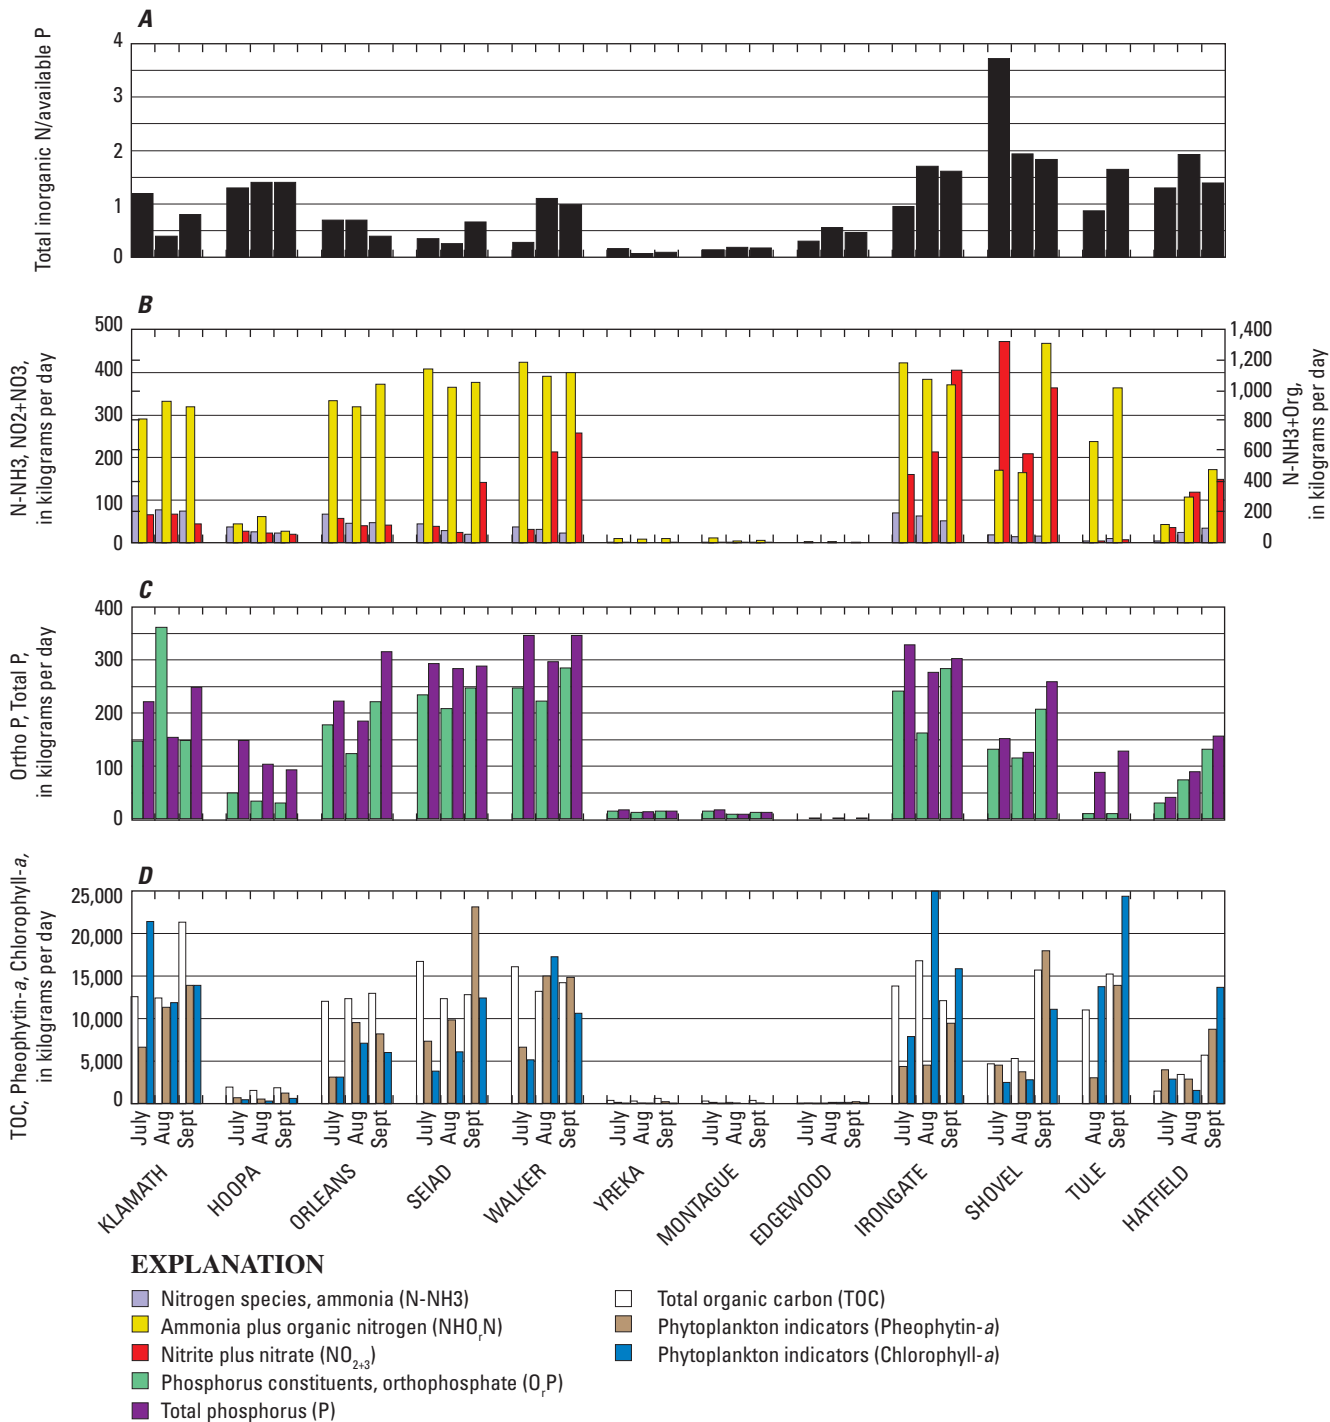 A
Total inorganic N/available P
4
3
2
1
0
B
N-NH3, NO2+NO3,
in kilograms per day
500
400
300
200
100
0
1,400
1,200
1,000
800
600
400
200
0
N-NH3+Org,
in kilograms per day
C
Ortho P, Total P,
in kilograms per day
400
300
200
100
0
D
TOC, Pheophytin-a, Chlorophyll-a,
in kilograms per day
25,000
20,000
15,000
10,000
5,000
0
July Aug Sept July Aug Sept July Aug Sept July Aug Sept July Aug Sept July Aug Sept July Aug Sept July Aug Sept July Aug Sept July Aug Sept Aug Sept July Aug Sept
KLAMATH HOOPA ORLEANS SEIAD WALKER YREKA MONTAGUE EDGEWOOD IRONGATE SHOVEL TULE HATFIELD
EXPLANATION
Nitrogen species, ammonia (N-NH3)
Ammonia plus organic nitrogen (NHOrN)
Nitrite plus nitrate (NO2+3)
Phosphorus constituents, orthophosphate (OrP)
Total phosphorus (P)
Total organic carbon (TOC)
Phytoplankton indicators (Pheophytin-a)
Phytoplankton indicators (Chlorophyll-a)